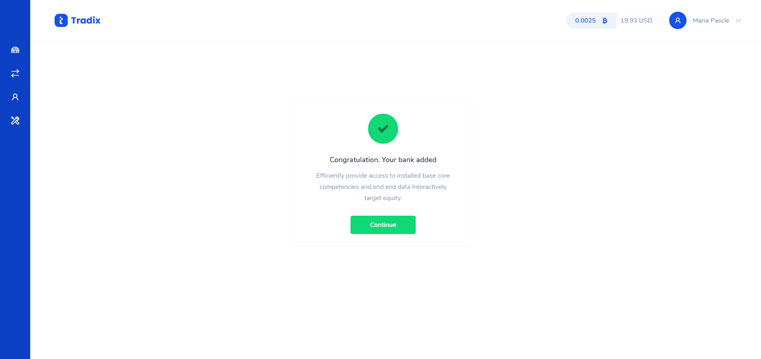 Tradix
0.0025
19.93 USD
Maria Pascle
Congratulation. Your bank added
Efficiently provide access to installed base core
competencies and end end data Interactively
target equity.
Continue